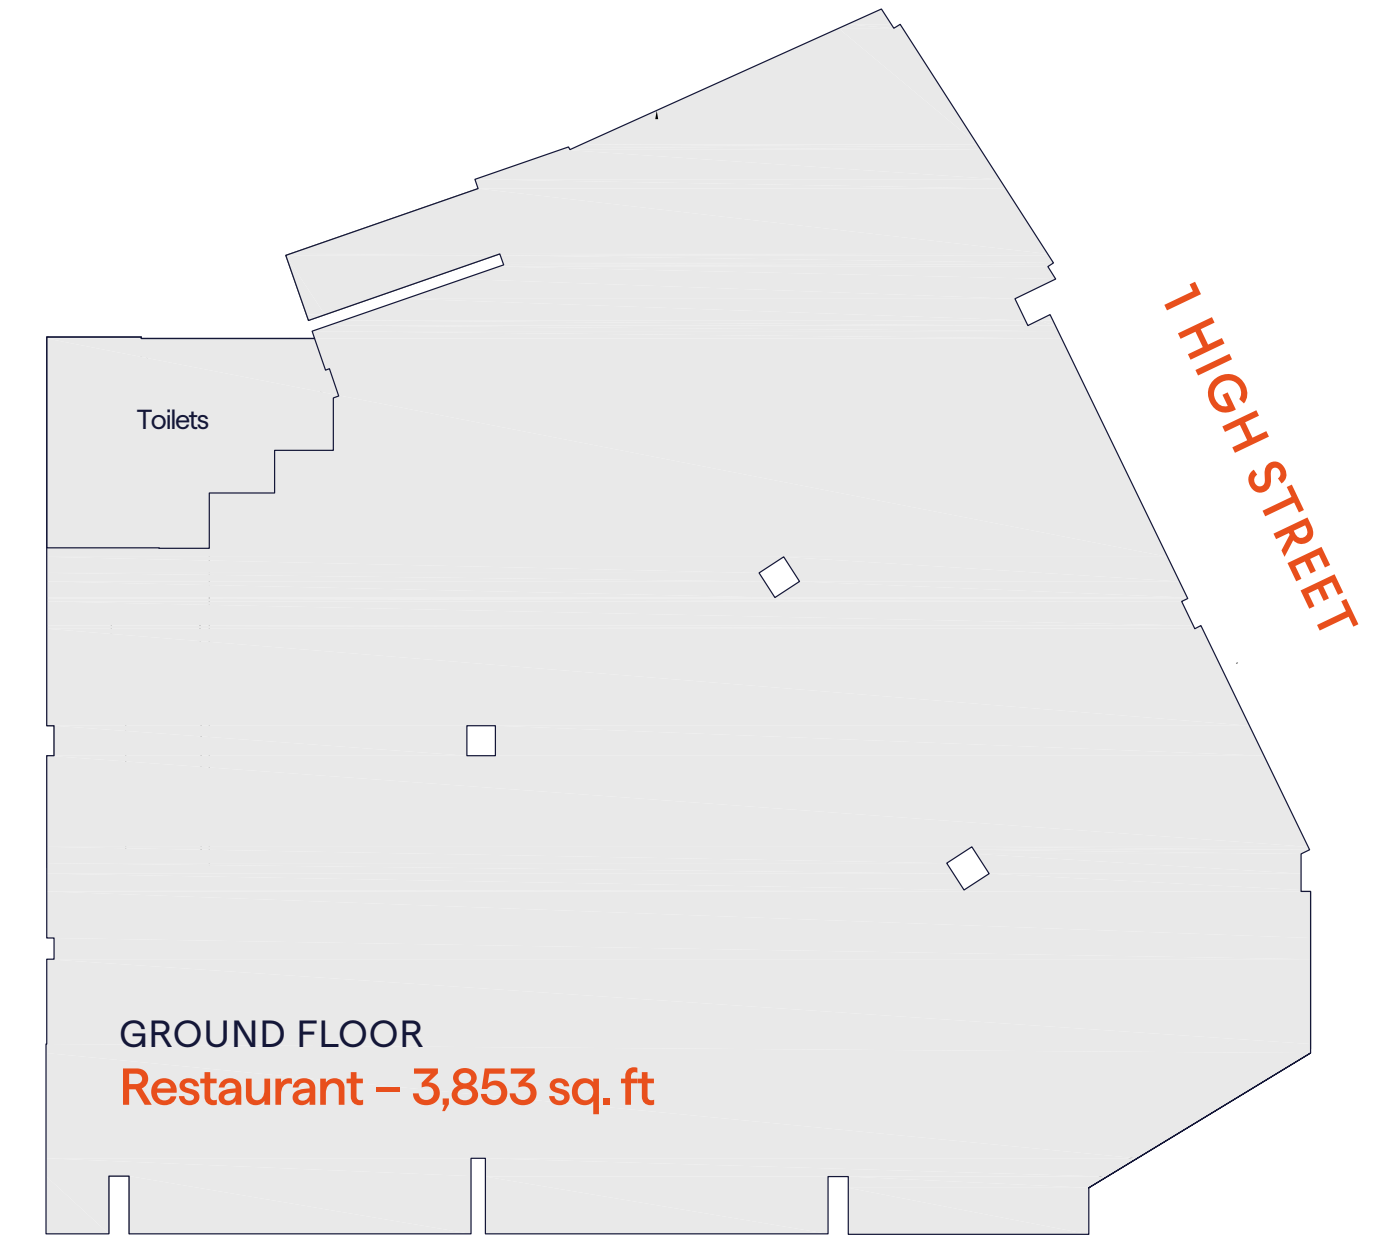 1 HIGH STREET
Toilets
GROUND FLOOR
Restaurant – 3,853 sq. ft